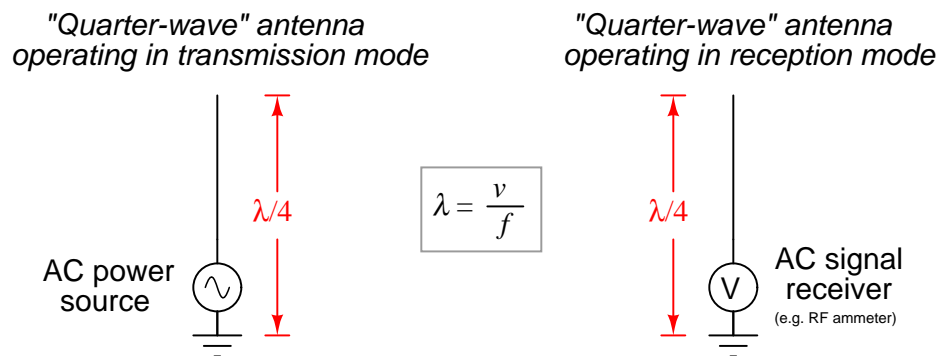 "Quarter-wave" antenna
operating in transmission mode
"Quarter-wave" antenna
operating in reception mode
λ/4
λ = v / f
λ/4
AC power
source
V
AC signal
receiver
(e.g. RF ammeter)